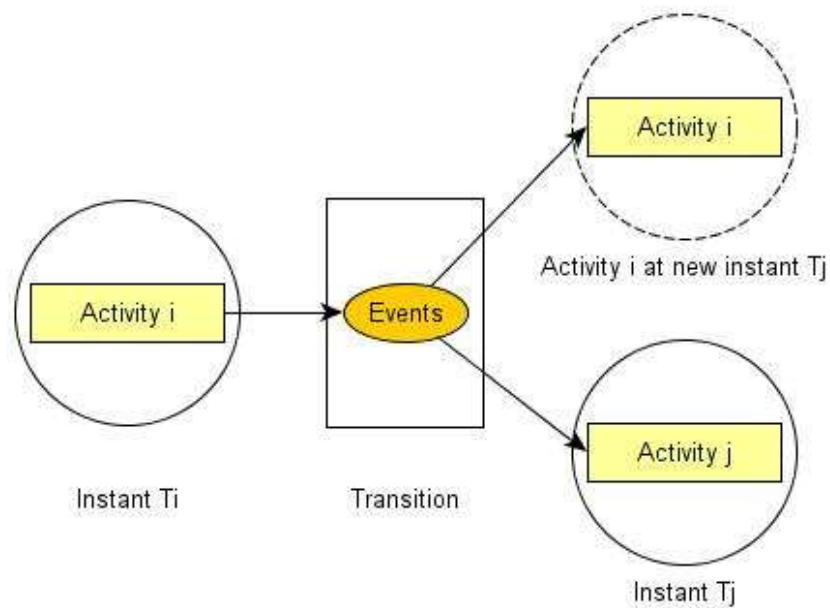 Activity i
Activity i at new instant Tj
Activity i
Events
Activity j
Instant Ti
Transition
Instant Tj